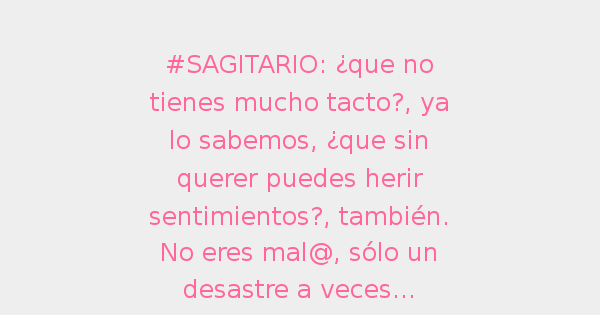 #SAGITARIO: ¿que no
tienes mucho tacto?, ya
lo sabemos, ¿que sin
querer puedes herir
sentimientos?, también.
No eres mal@, sólo un
desastre a veces...